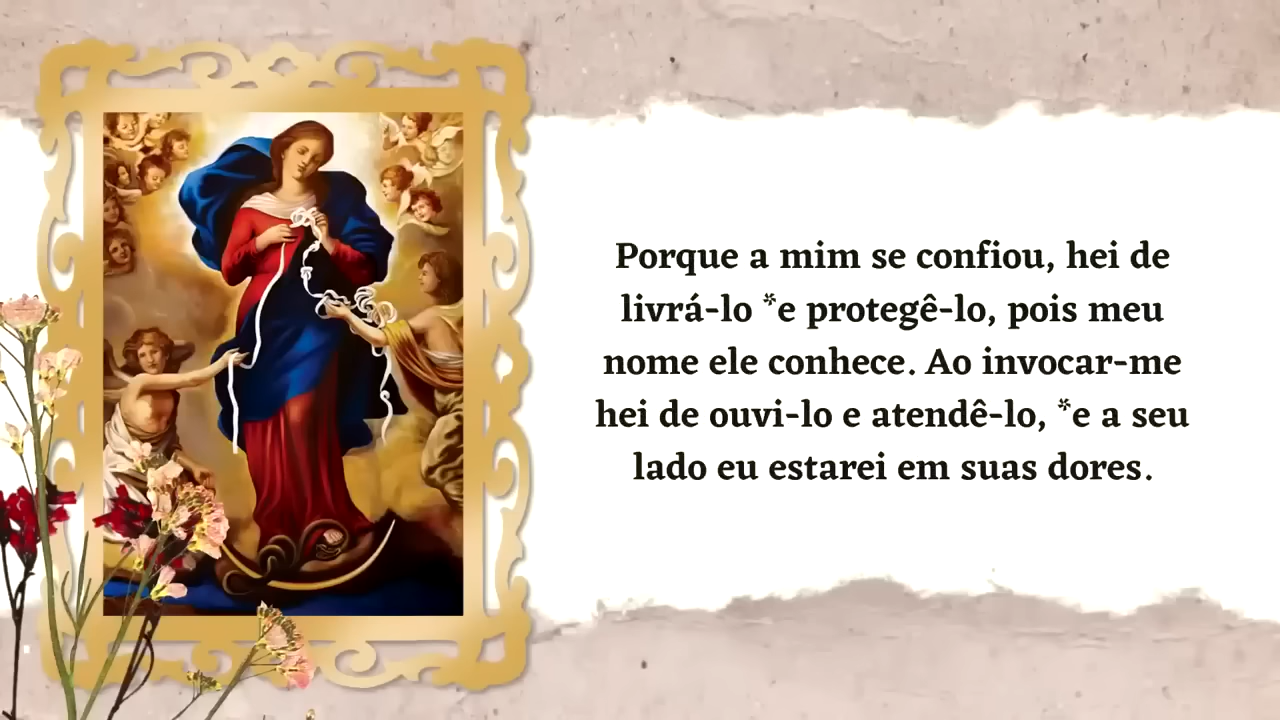 Porque a mim se confiou, hei de
livrá-lo *e protegê-lo, pois meu
nome ele conhece. Ao invocar-me
hei de ouvi-lo e atendê-lo, *e a seu
lado eu estarei em suas dores.